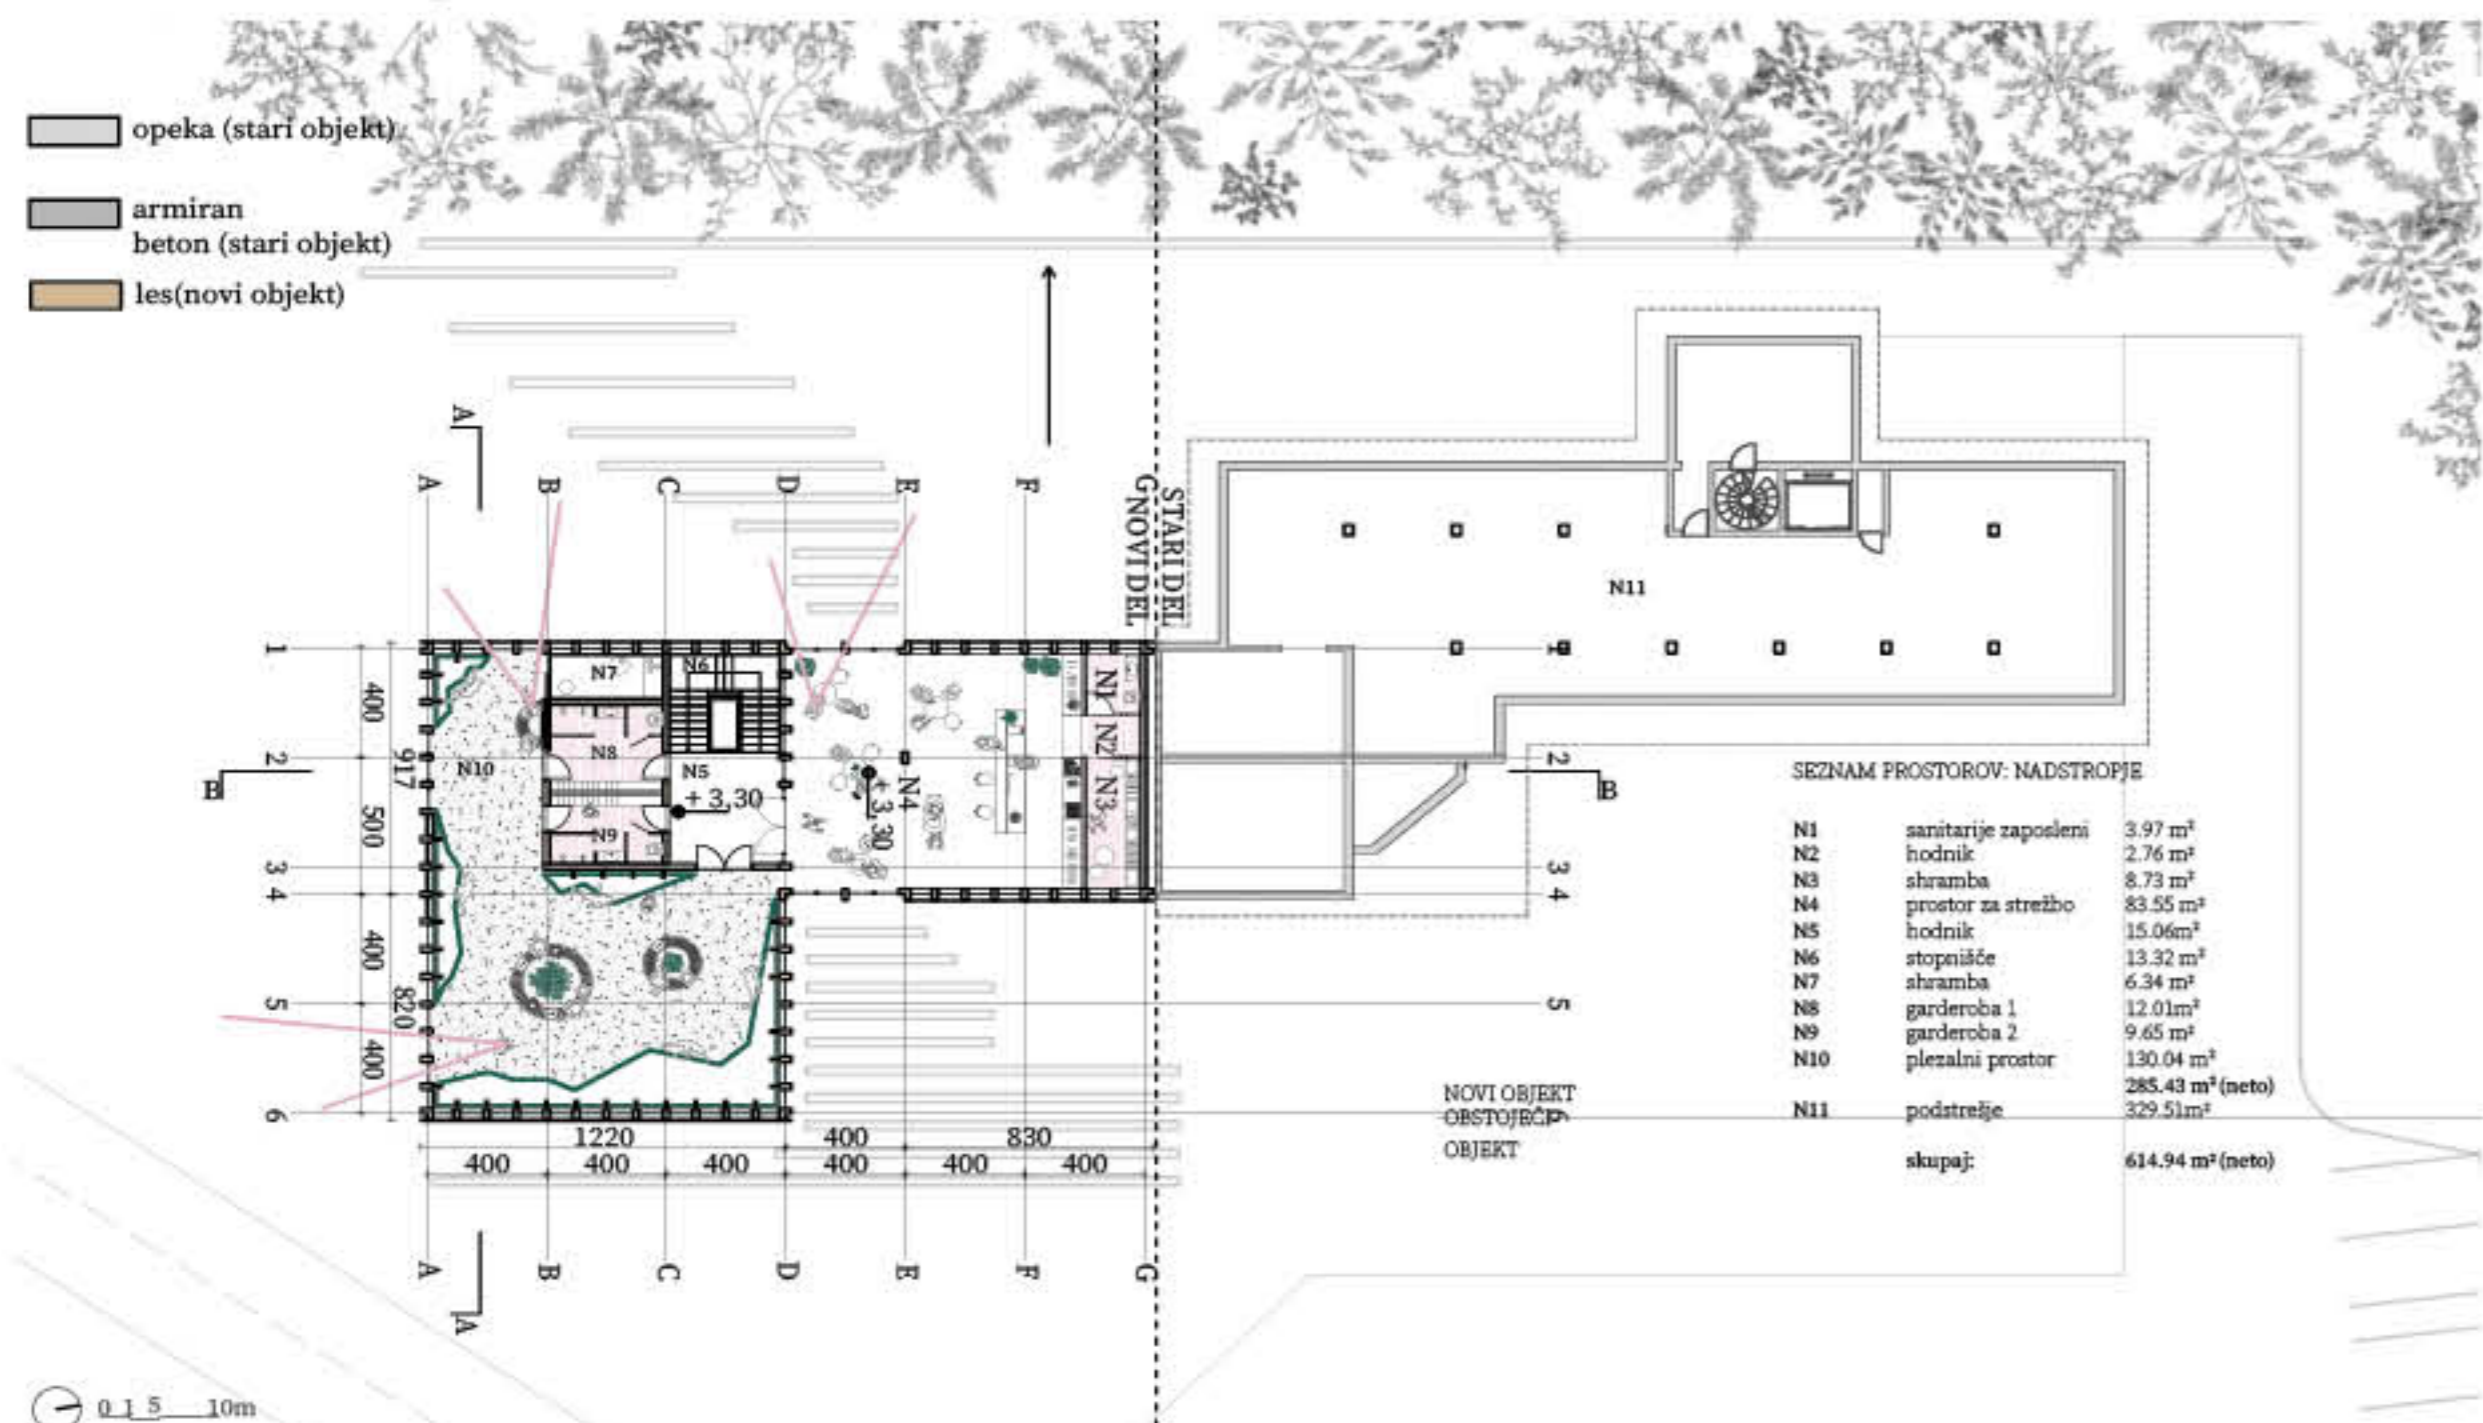 opeka (stari objekt)
armiran
beton (stari objekt)
les(novi objekt)
A
A B C D E F G
NOVI DEL
STARI DEL
N11
1
2
3
4
5
6
400
500
400
400
917
820
B
N7
N6
N8
N10
N5
+ 3,30
N9
N4
+ 3,30
N1
N2
N3
1
2
3
4
5
6
B
1220 400 830
400 400 400 400 400 400
A B C D E F G
A
SEZNAM PROSTOROV: NADSTROPJE
N1 sanitarije zaposleni 3.97 m²
N2 hodnik 2.76 m²
N3 shramba 8.73 m²
N4 prostor za strežbo 83.55 m²
N5 hodnik 15.06m²
N6 stopnišče 13.32 m²
N7 shramba 6.34 m²
N8 garderoba 1 12.01m²
N9 garderoba 2 9.65 m²
N10 plezalni prostor 130.04 m²
285.43 m² (neto)
N11 podstrešje 329.51m²
skupaj: 614.94 m² (neto)
NOVI OBJEKT
OBSTOJEČI
OBJEKT
0 1 5 10m